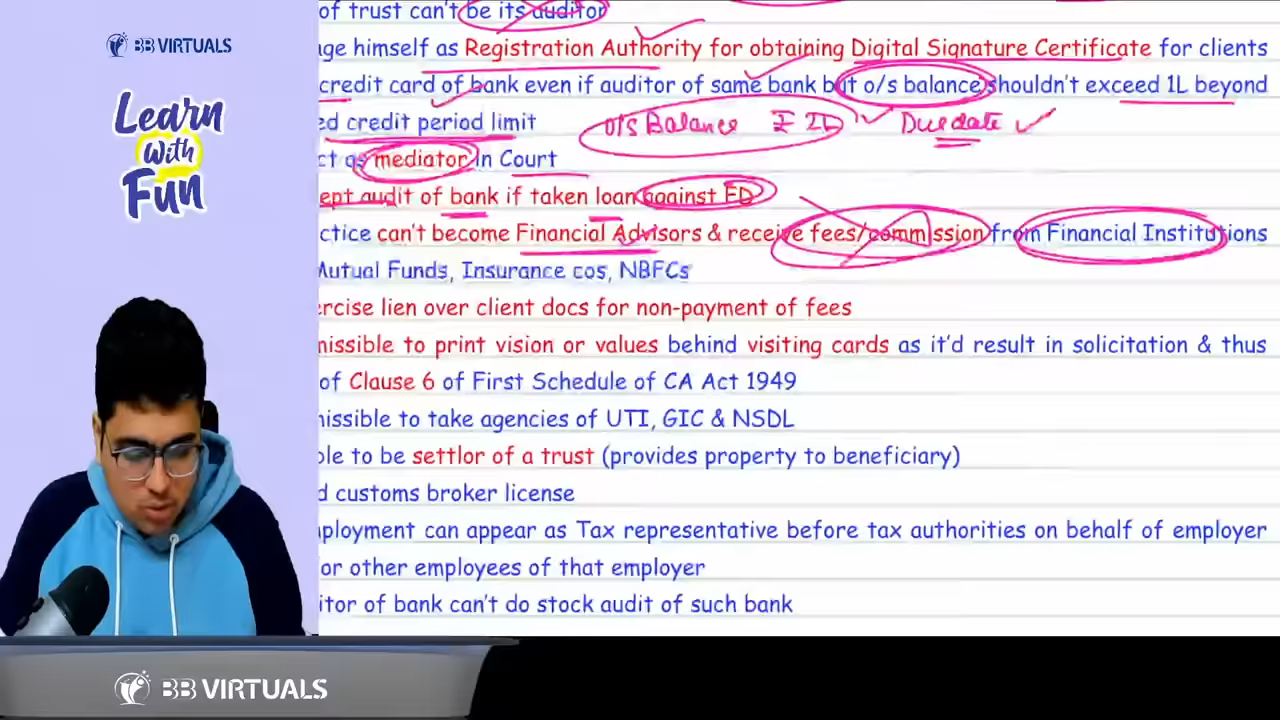 of trust can't be its auditor
BB VIRTUALS
Learn
With
Fun
ge himself as Registration Authority for obtaining Digital Signature Certificate for clients
credit card of bank even if auditor of same bank but o/s balance shouldn't exceed 1L beyond
ed credit period limit
o/s Balance
Due date
ct as mediator in Court
ept audit of bank if taken loan against FD
ctice can't become Financial Advisors & receive fees/commission from Financial Institutions
Mutual Funds, Insurance cos, NBFCs
ercise lien over client docs for non-payment of fees
missible to print vision or values behind visiting cards as it'd result in solicitation & thus
of Clause 6 of First Schedule of CA Act 1949
issible to take agencies of UTI, GIC & NSDL
ble to be settlor of a trust (provides property to beneficiary)
d customs broker license
ployment can appear as Tax representative before tax authorities on behalf of employer
or other employees of that employer
itor of bank can't do stock audit of such bank
BB VIRTUALS